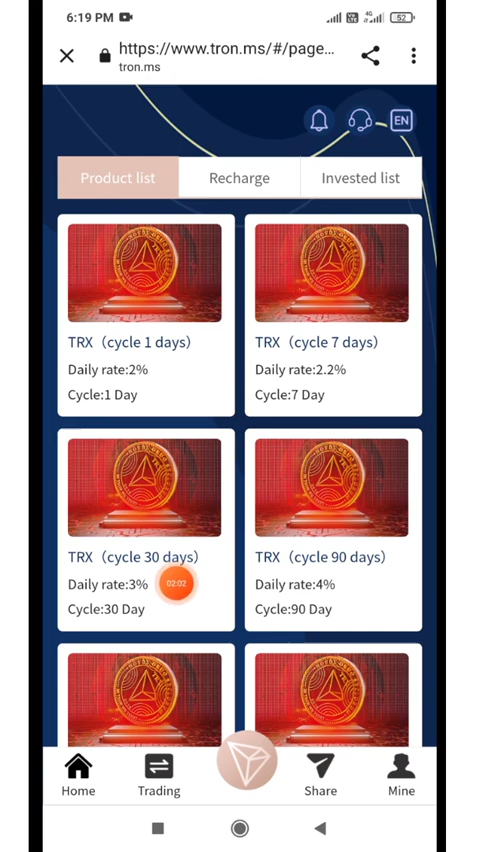 6:19 PM
4G
52
https://www.tron.ms/#/page...
tron.ms
EN
Product list
Recharge
Invested list
TRX（cycle 1 days）
Daily rate:2%
Cycle:1 Day
TRX（cycle 7 days）
Daily rate:2.2%
Cycle:7 Day
TRX（cycle 30 days）
Daily rate:3%
Cycle:30 Day
02:02
TRX（cycle 90 days）
Daily rate:4%
Cycle:90 Day
Home
Trading
Share
Mine